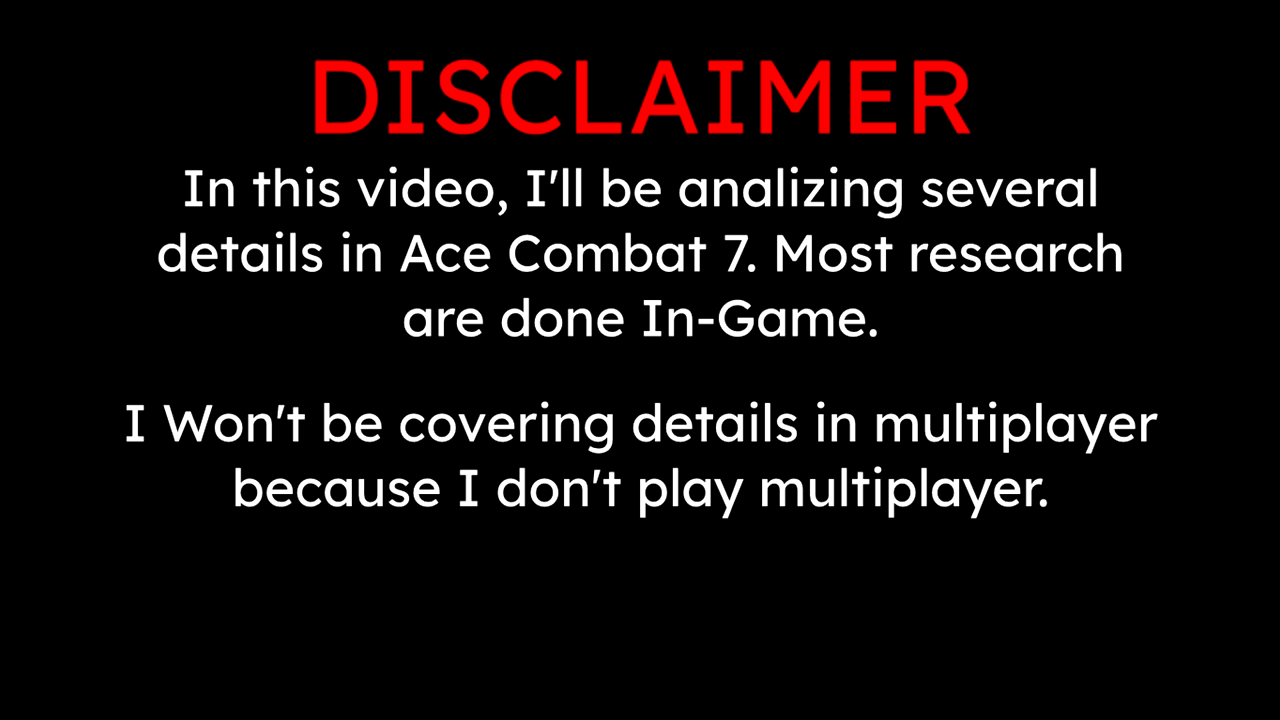 DISCLAIMER
In this video, I'll be analizing several
details in Ace Combat 7. Most research
are done In-Game.
I Won't be covering details in multiplayer
because I don't play multiplayer.